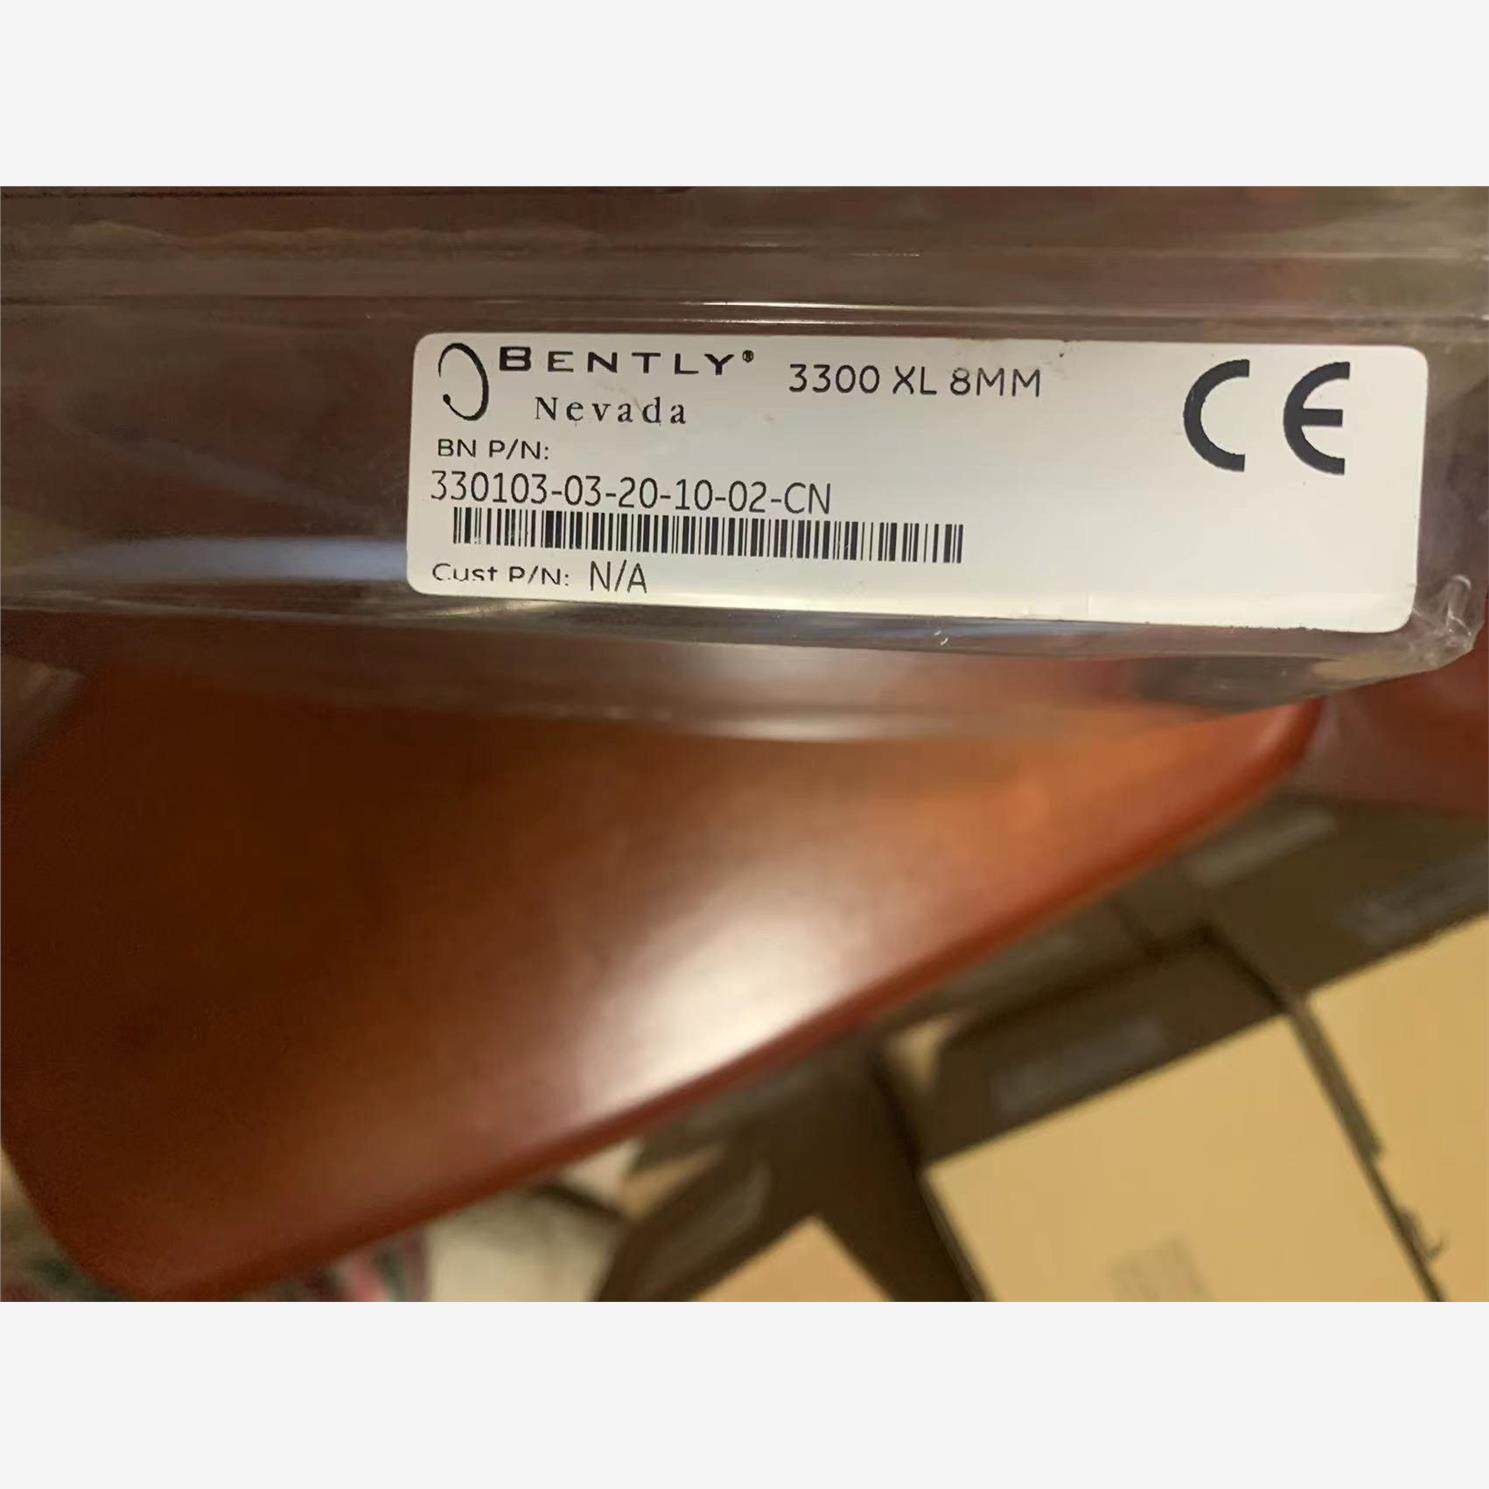 BENTLY®
Nevada
3300 XL 8MM
CE
BN P/N:
330103-03-20-10-02-CN
Cust P/N: N/A